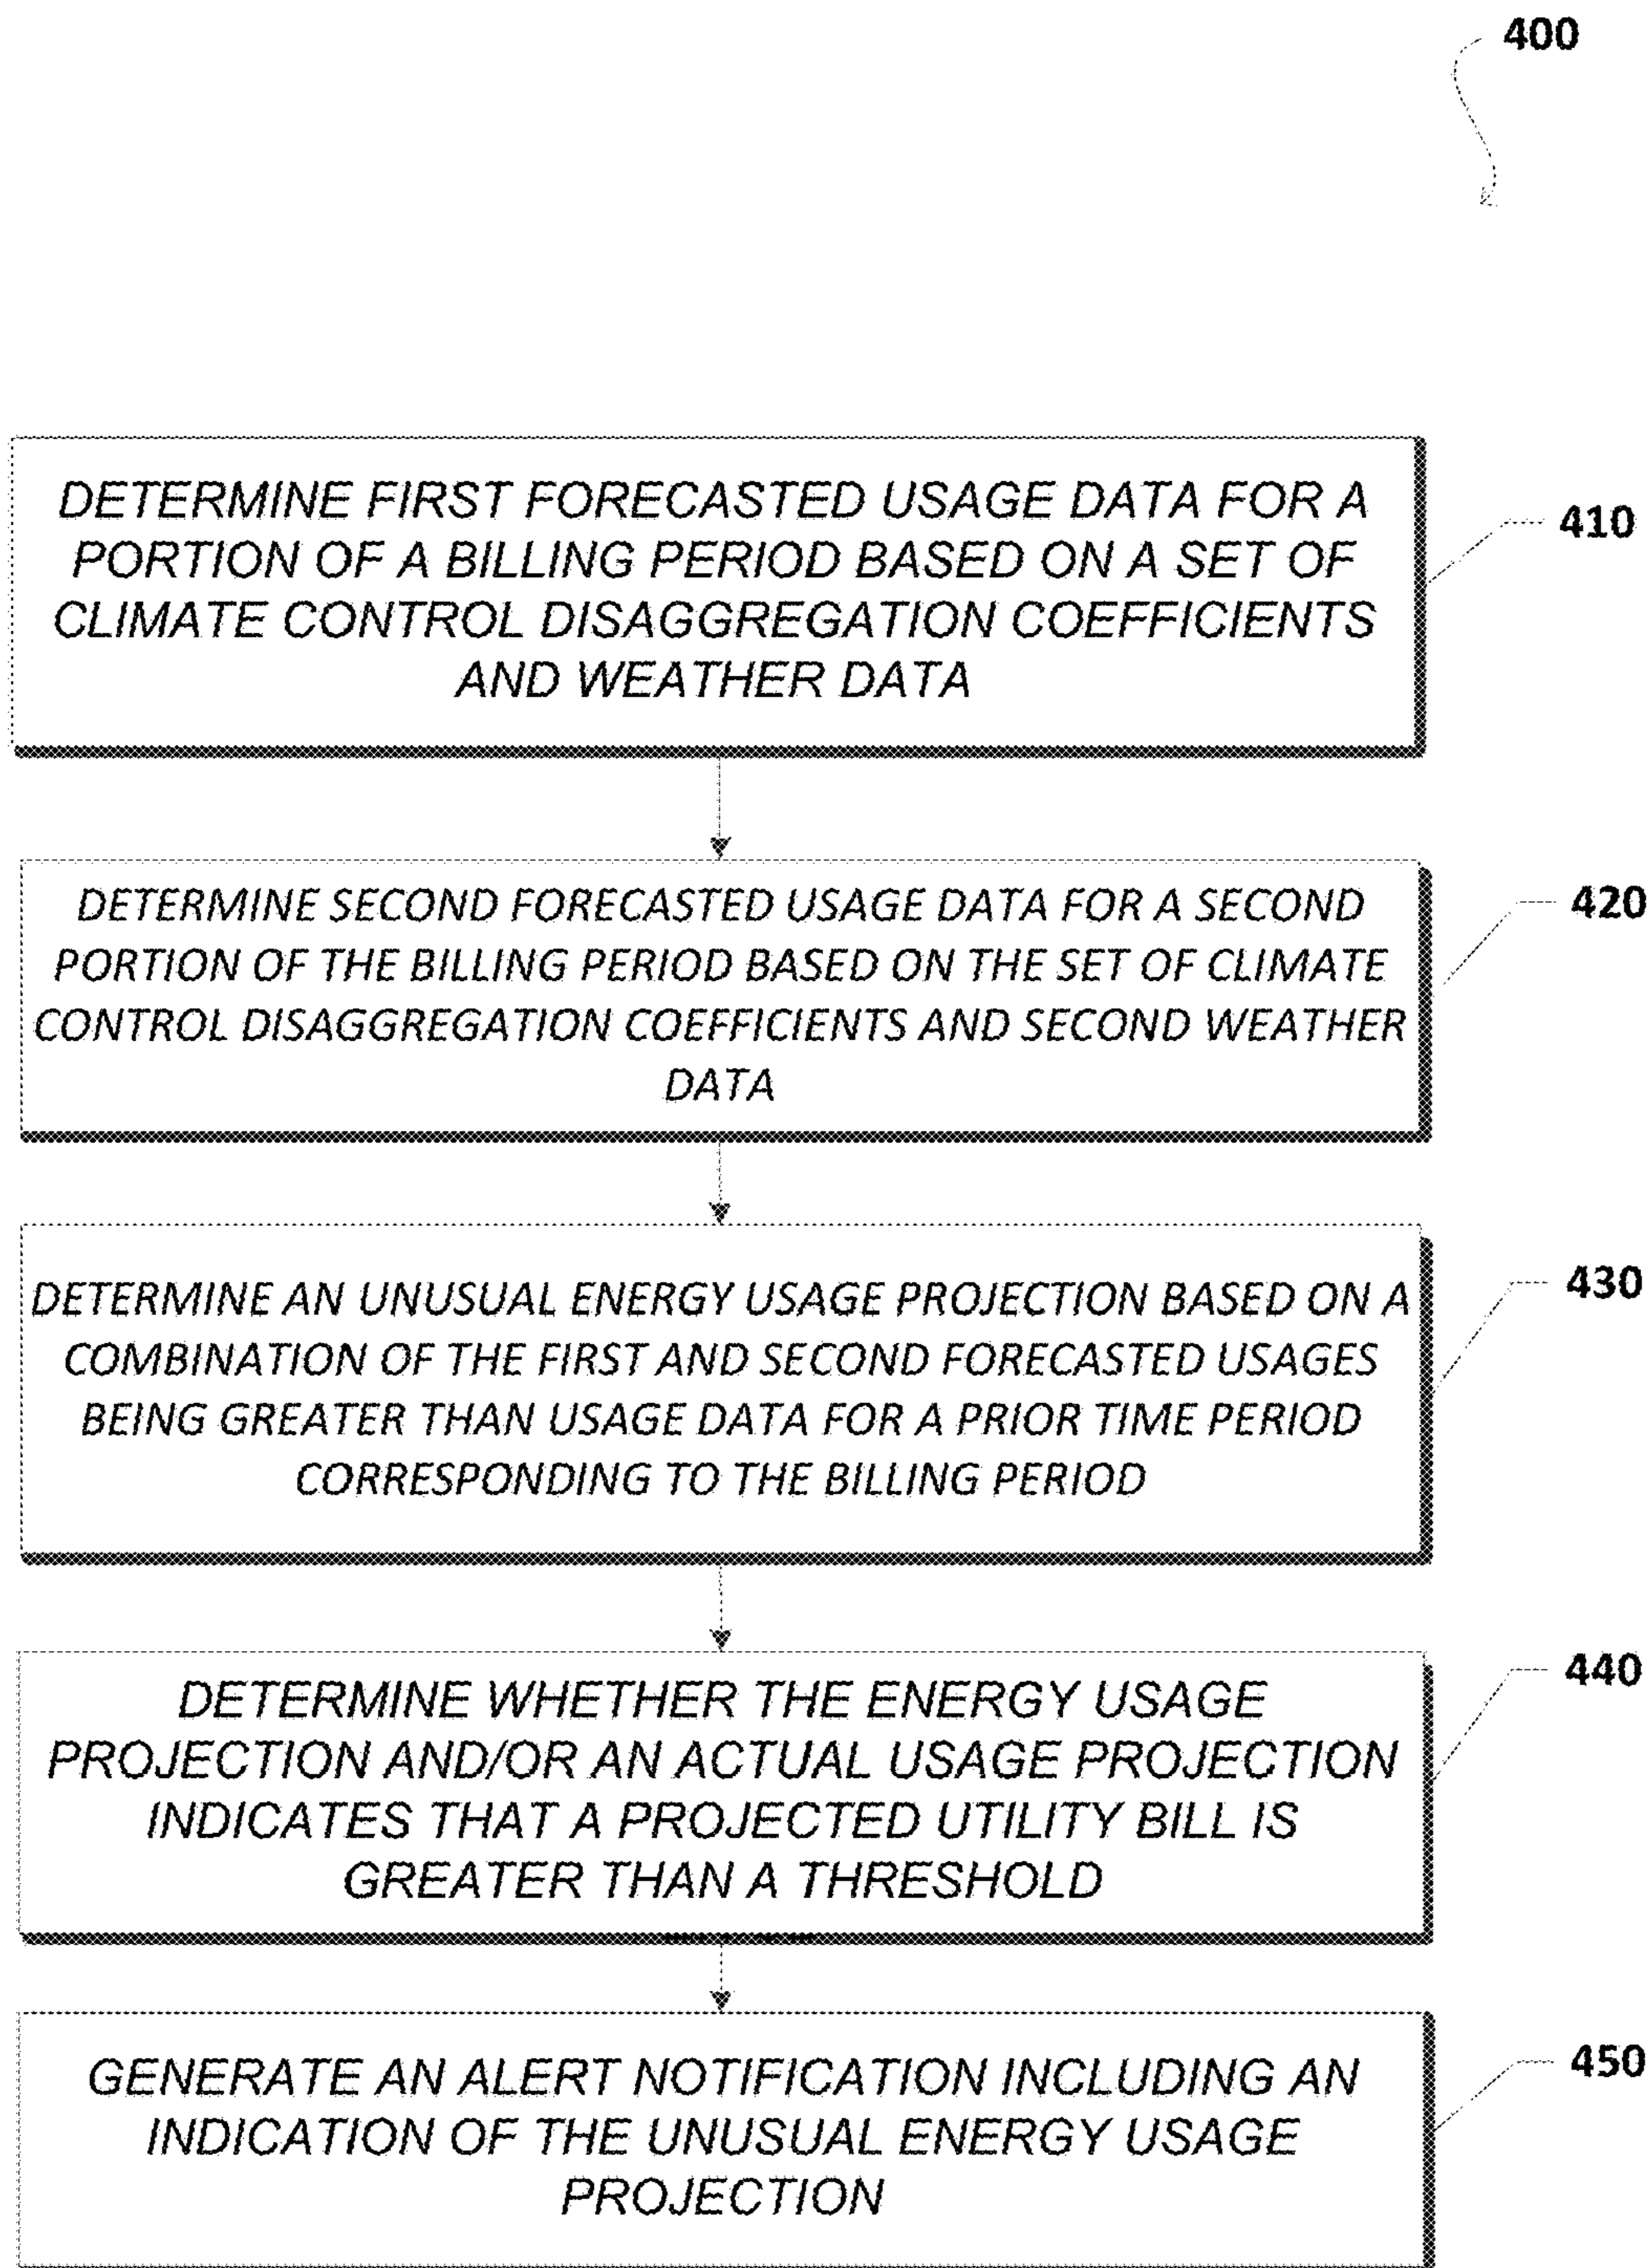 400
DETERMINE FIRST FORECASTED USAGE DATA FOR A
PORTION OF A BILLING PERIOD BASED ON A SET OF
CLIMATE CONTROL DISAGGREGATION COEFFICIENTS
AND WEATHER DATA
410
DETERMINE SECOND FORECASTED USAGE DATA FOR A SECOND
PORTION OF THE BILLING PERIOD BASED ON THE SET OF CLIMATE
CONTROL DISAGGREGATION COEFFICIENTS AND SECOND WEATHER
DATA
420
DETERMINE AN UNUSUAL ENERGY USAGE PROJECTION BASED ON A
COMBINATION OF THE FIRST AND SECOND FORECASTED USAGES
BEING GREATER THAN USAGE DATA FOR A PRIOR TIME PERIOD
CORRESPONDING TO THE BILLING PERIOD
430
DETERMINE WHETHER THE ENERGY USAGE
PROJECTION AND/OR AN ACTUAL USAGE PROJECTION
INDICATES THAT A PROJECTED UTILITY BILL IS
GREATER THAN A THRESHOLD
440
GENERATE AN ALERT NOTIFICATION INCLUDING AN
INDICATION OF THE UNUSUAL ENERGY USAGE
PROJECTION
450